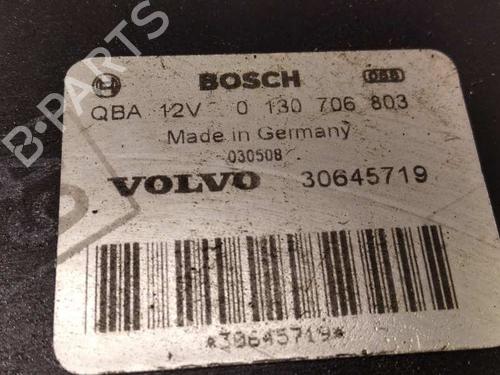 BOSCH
QBA 12V 0 130 706 803
Made in Germany
030508
VOLVO 30645719
*30645719*
B-PARTS